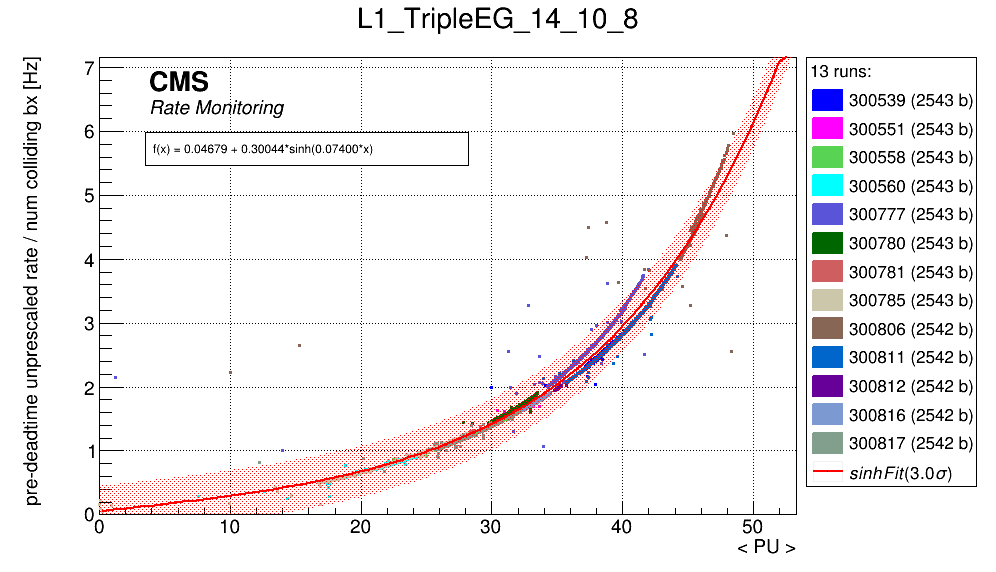 L1_TripleEG_14_10_8
pre-deadtime unprescaled rate / num colliding bx [Hz]
7
6
5
4
3
2
1
0
CMS
Rate Monitoring
f(x) = 0.04679 + 0.30044*sinh(0.07400*x)
0 10 20 30 40 50
< PU >
13 runs:
300539 (2543 b)
300551 (2543 b)
300558 (2543 b)
300560 (2543 b)
300777 (2543 b)
300780 (2543 b)
300781 (2543 b)
300785 (2543 b)
300806 (2542 b)
300811 (2542 b)
300812 (2542 b)
300816 (2542 b)
300817 (2542 b)
sinhFit(3.0σ)